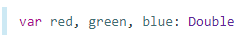 var red, green, blue: Double